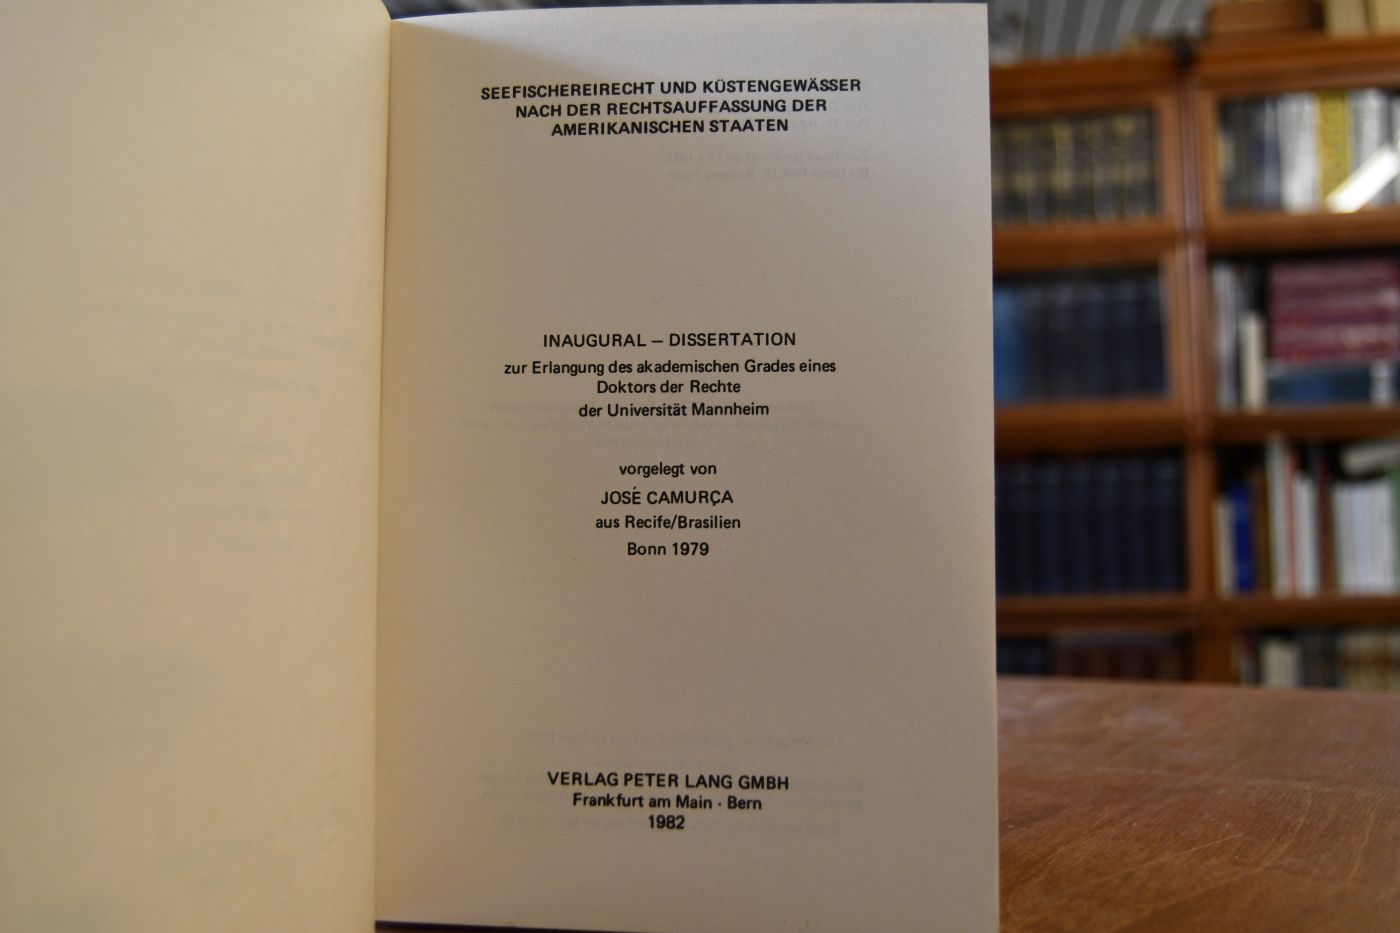 SEEFISCHEREIRECHT UND KÜSTENGEWÄSSER
NACH DER RECHTSAUFFASSUNG DER
AMERIKANISCHEN STAATEN
INAUGURAL – DISSERTATION
zur Erlangung des akademischen Grades eines
Doktors der Rechte
der Universität Mannheim
vorgelegt von
JOSÉ CAMURÇA
aus Recife/Brasilien
Bonn 1979
VERLAG PETER LANG GMBH
Frankfurt am Main · Bern
1982